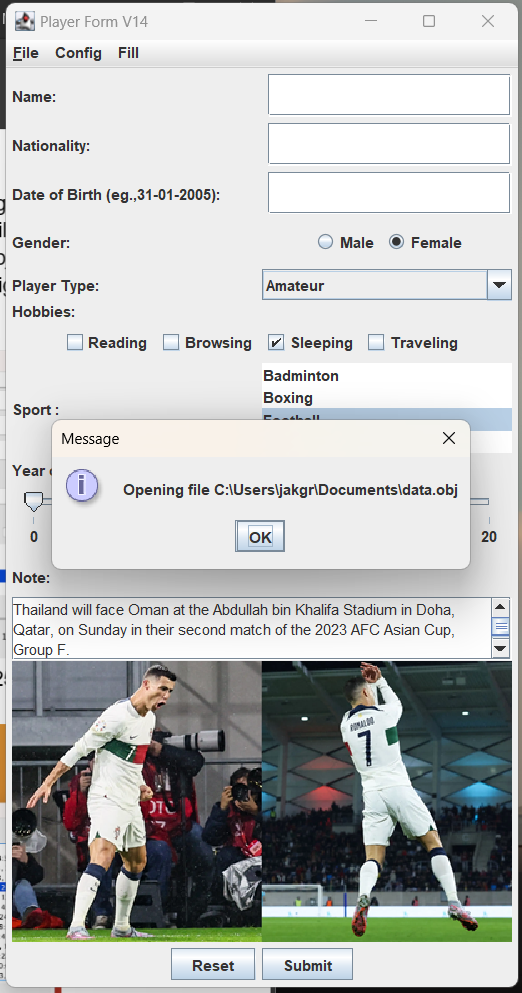 Player Form V14
File Config Fill
Name:
Nationality:
Date of Birth (eg.,31-01-2005):
Gender: Male Female
Player Type: Amateur
Hobbies:
Reading Browsing Sleeping Traveling
Badminton
Boxing
Sport : Football
Message
Year
Opening file C:\Users\jakgr\Documents\data.obj
OK
0 20
Note:
Thailand will face Oman at the Abdullah bin Khalifa Stadium in Doha,
Qatar, on Sunday in their second match of the 2023 AFC Asian Cup,
Group F.
7
RONALDO
7
Reset Submit